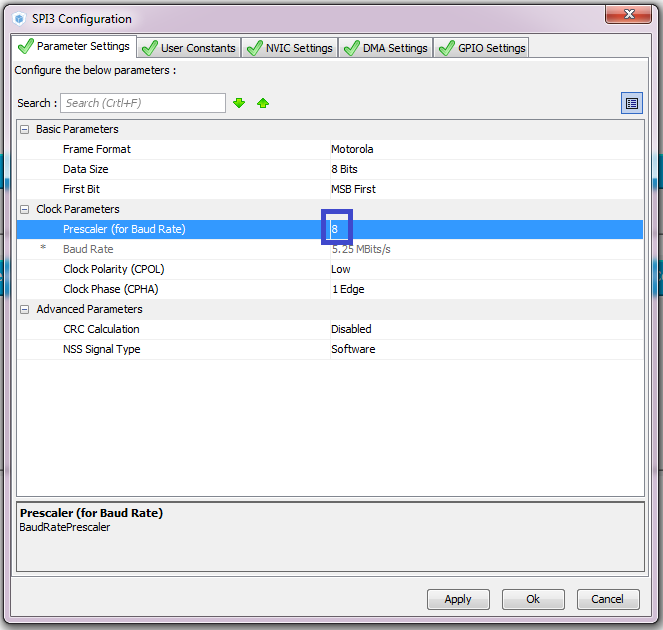 SPI3 Configuration
Parameter Settings User Constants NVIC Settings DMA Settings GPIO Settings
Configure the below parameters :
Search : Search (Crtl+F)
Basic Parameters
Frame Format Motorola
Data Size 8 Bits
First Bit MSB First
Clock Parameters
Prescaler (for Baud Rate) 8
* Baud Rate 5.25 MBits/s
Clock Polarity (CPOL) Low
Clock Phase (CPHA) 1 Edge
Advanced Parameters
CRC Calculation Disabled
NSS Signal Type Software
Prescaler (for Baud Rate)
BaudRatePrescaler
Apply Ok Cancel